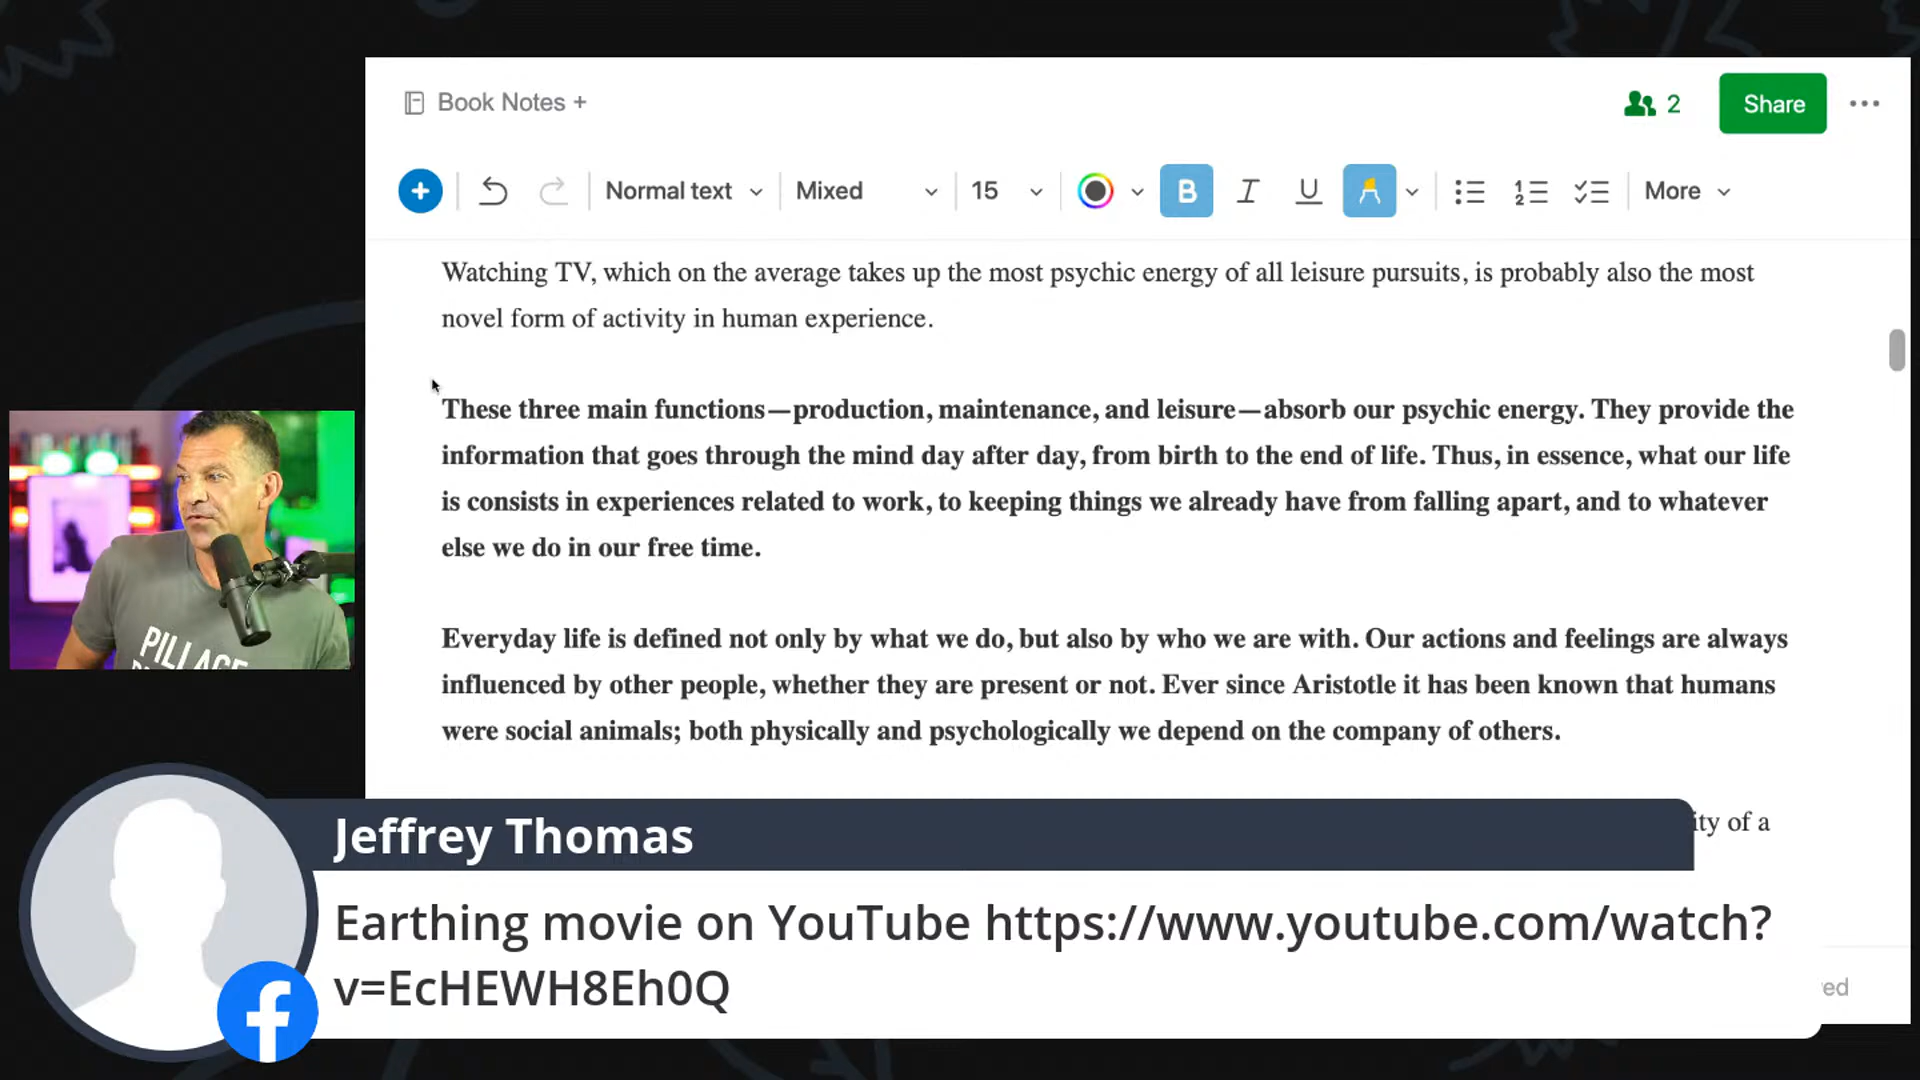 Book Notes +
2
Share
Normal text
Mixed
15
B
I
U
More
Watching TV, which on the average takes up the most psychic energy of all leisure pursuits, is probably also the most
novel form of activity in human experience.
These three main functions—production, maintenance, and leisure—absorb our psychic energy. They provide the
information that goes through the mind day after day, from birth to the end of life. Thus, in essence, what our life
is consists in experiences related to work, to keeping things we already have from falling apart, and to whatever
else we do in our free time.
PILLAGE
Everyday life is defined not only by what we do, but also by who we are with. Our actions and feelings are always
influenced by other people, whether they are present or not. Ever since Aristotle it has been known that humans
were social animals; both physically and psychologically we depend on the company of others.
of a
Jeffrey Thomas
Earthing movie on YouTube https://www.youtube.com/watch?
v=EcHEWH8Eh0Q